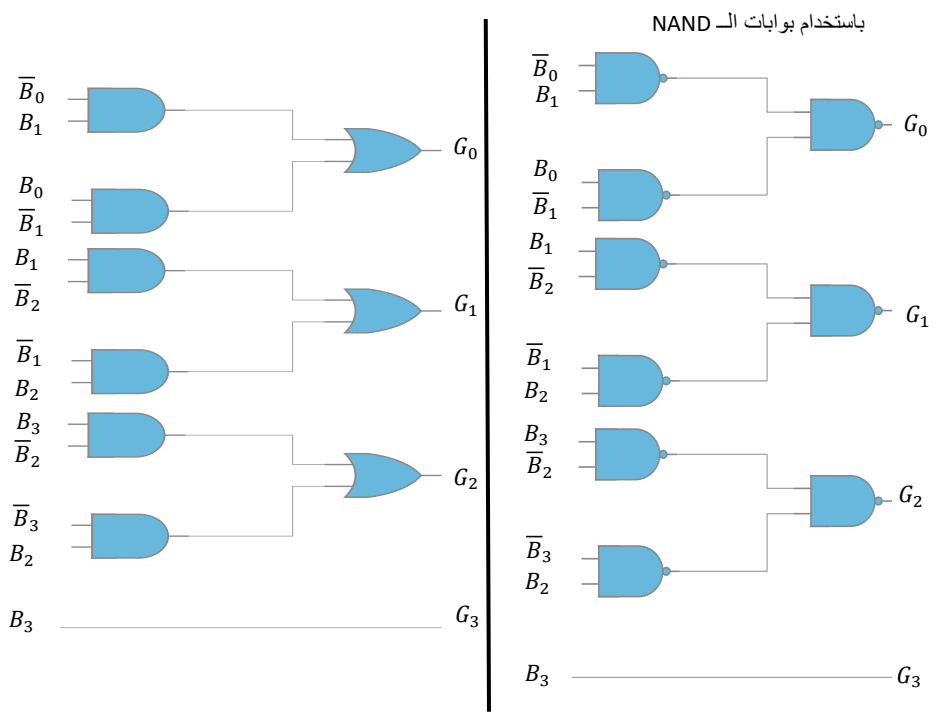 B̅₀
B₁
G₀
B₀
B̅₁
B₁
B̅₂
G₁
B̅₁
B₂
B₃
B̅₂
G₂
B̅₃
B₂
B₃
G₃
باستخدام بوابات الــ NAND
B̅₀
B₁
G₀
B₀
B̅₁
B₁
B̅₂
G₁
B̅₁
B₂
B₃
B̅₂
G₂
B̅₃
B₂
B₃
G₃